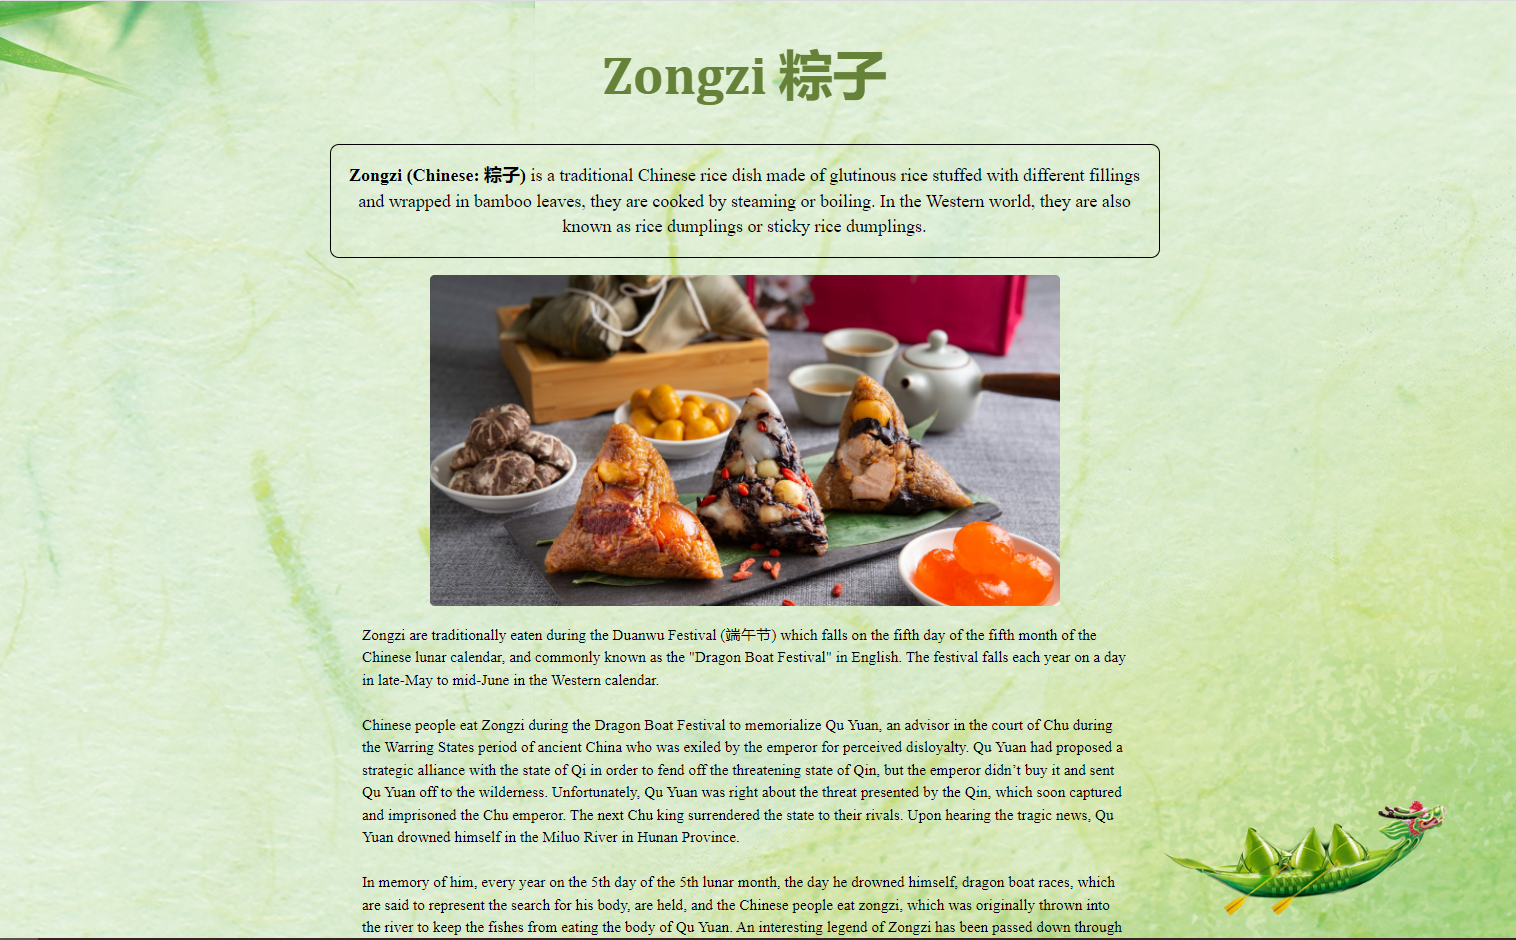 Zongzi 粽子
Zongzi (Chinese: 粽子) is a traditional Chinese rice dish made of glutinous rice stuffed with different fillings
and wrapped in bamboo leaves, they are cooked by steaming or boiling. In the Western world, they are also
known as rice dumplings or sticky rice dumplings.
Zongzi are traditionally eaten during the Duanwu Festival (端午节) which falls on the fifth day of the fifth month of the
Chinese lunar calendar, and commonly known as the "Dragon Boat Festival" in English. The festival falls each year on a day
in late-May to mid-June in the Western calendar.
Chinese people eat Zongzi during the Dragon Boat Festival to memorialize Qu Yuan, an advisor in the court of Chu during
the Warring States period of ancient China who was exiled by the emperor for perceived disloyalty. Qu Yuan had proposed a
strategic alliance with the state of Qi in order to fend off the threatening state of Qin, but the emperor didn’t buy it and sent
Qu Yuan off to the wilderness. Unfortunately, Qu Yuan was right about the threat presented by the Qin, which soon captured
and imprisoned the Chu emperor. The next Chu king surrendered the state to their rivals. Upon hearing the tragic news, Qu
Yuan drowned himself in the Miluo River in Hunan Province.
In memory of him, every year on the 5th day of the 5th lunar month, the day he drowned himself, dragon boat races, which
are said to represent the search for his body, are held, and the Chinese people eat zongzi, which was originally thrown into
the river to keep the fishes from eating the body of Qu Yuan. An interesting legend of Zongzi has been passed down through